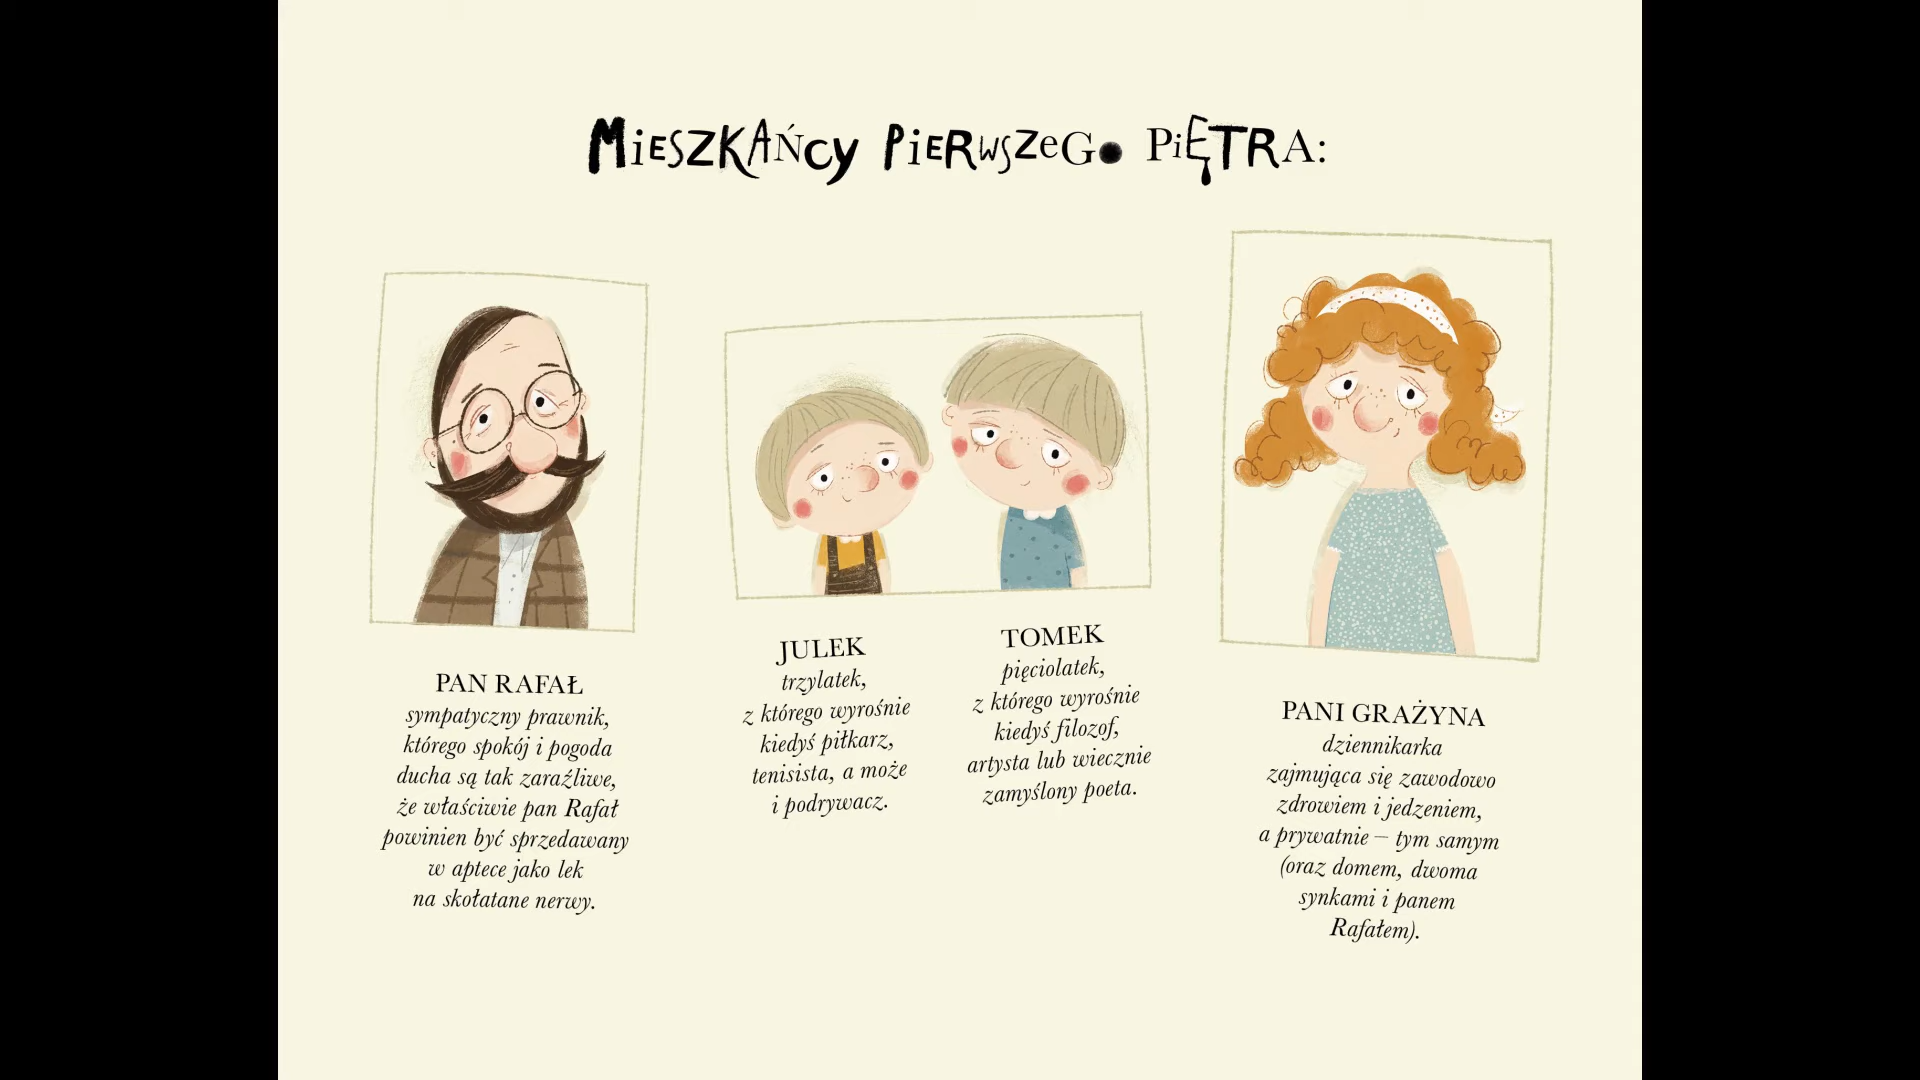 Mieszkańcy pierwszego piętra:
PAN RAFAŁ
sympatyczny prawnik,
którego spokój i pogoda
ducha są tak zaraźliwe,
że właściwie pan Rafał
powinien być sprzedawany
w aptece jako lek
na skołatane nerwy.
JULEK
trzylatek,
z którego wyrośnie
kiedyś piłkarz,
tenisista, a może
i podrywacz.
TOMEK
pięciolatek,
z którego wyrośnie
kiedyś filozof,
artysta lub wiecznie
zamyślony poeta.
PANI GRAŻYNA
dziennikarka
zajmująca się zawodowo
zdrowiem i jedzeniem,
a prywatnie – tym samym
(oraz domem, dwoma
synkami i panem
Rafałem).